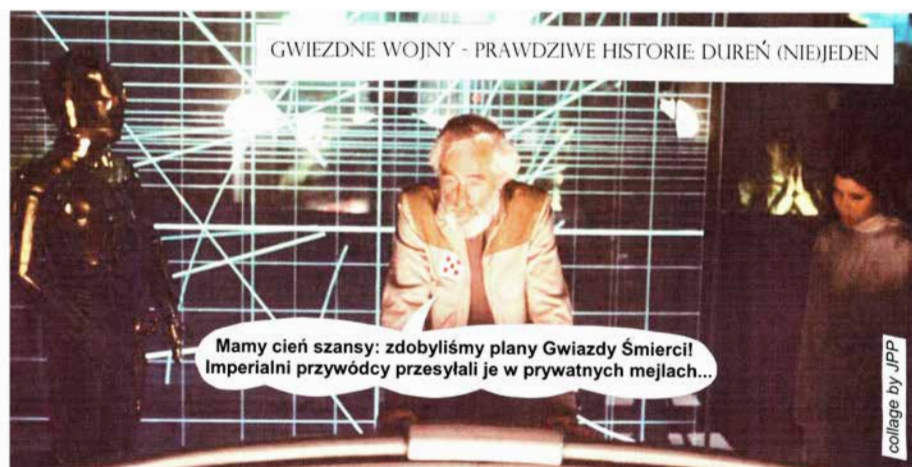 GWIEZDNE WOJNY - PRAWDZIWE HISTORIE: DUREŃ (NIE)JEDEN
Mamy cień szansy: zdobyliśmy plany Gwiazdy Śmierci!
Imperialni przywódcy przesyłali je w prywatnych mejlach...
collage by JPP